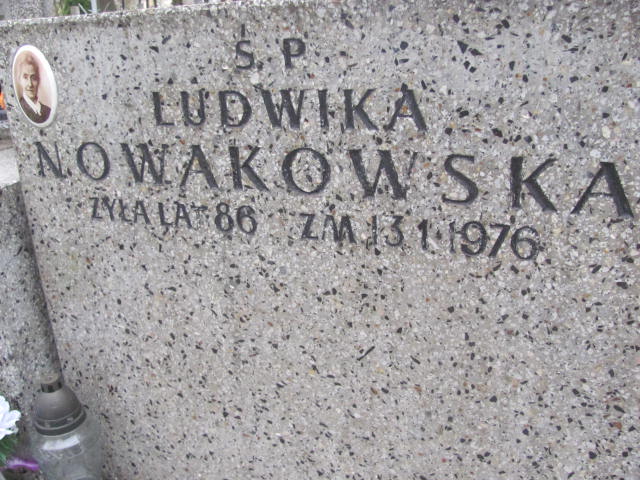 Ś. P.
LUDWIKA
NOWAKOWSKA
ŻYŁA LAT 86 ZM 13 1 1976